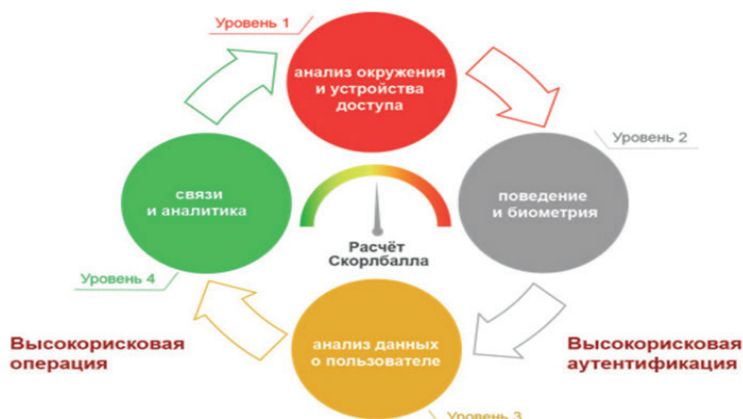 Уровень 1
анализ окружения
и устройства
доступа
Уровень 2
связи
и аналитика
поведение
и биометрия
Расчёт
Скорлбалла
Уровень 4
Высокорисковая
операция
анализ данных
о пользователе
Высокорисковая
аутентификация
Уровень 3